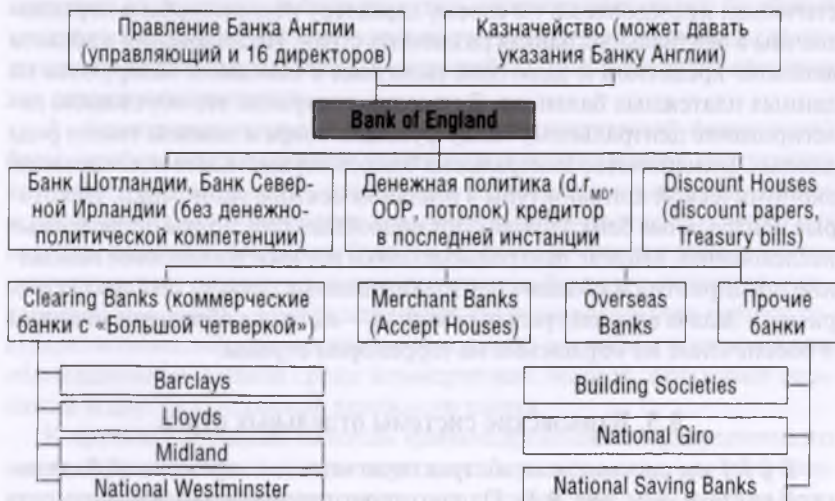 Правление Банка Англии
(управляющий и 16 директоров)
Казначейство (может давать
указания Банку Англии)
Bank of England
Банк Шотландии, Банк Север-
ной Ирландии (без денежно-
политической компетенции)
Денежная политика (d.r.MD,
ООР, потолок) кредитор
в последней инстанции
Discount Houses
(discount papers,
Treasury bills)
Clearing Banks (коммерческие
банки с «Большой четверкой»)
Merchant Banks
(Accept Houses)
Overseas
Banks
Прочие
банки
Barclays
Lloyds
Midland
National Westminster
Building Societies
National Giro
National Saving Banks